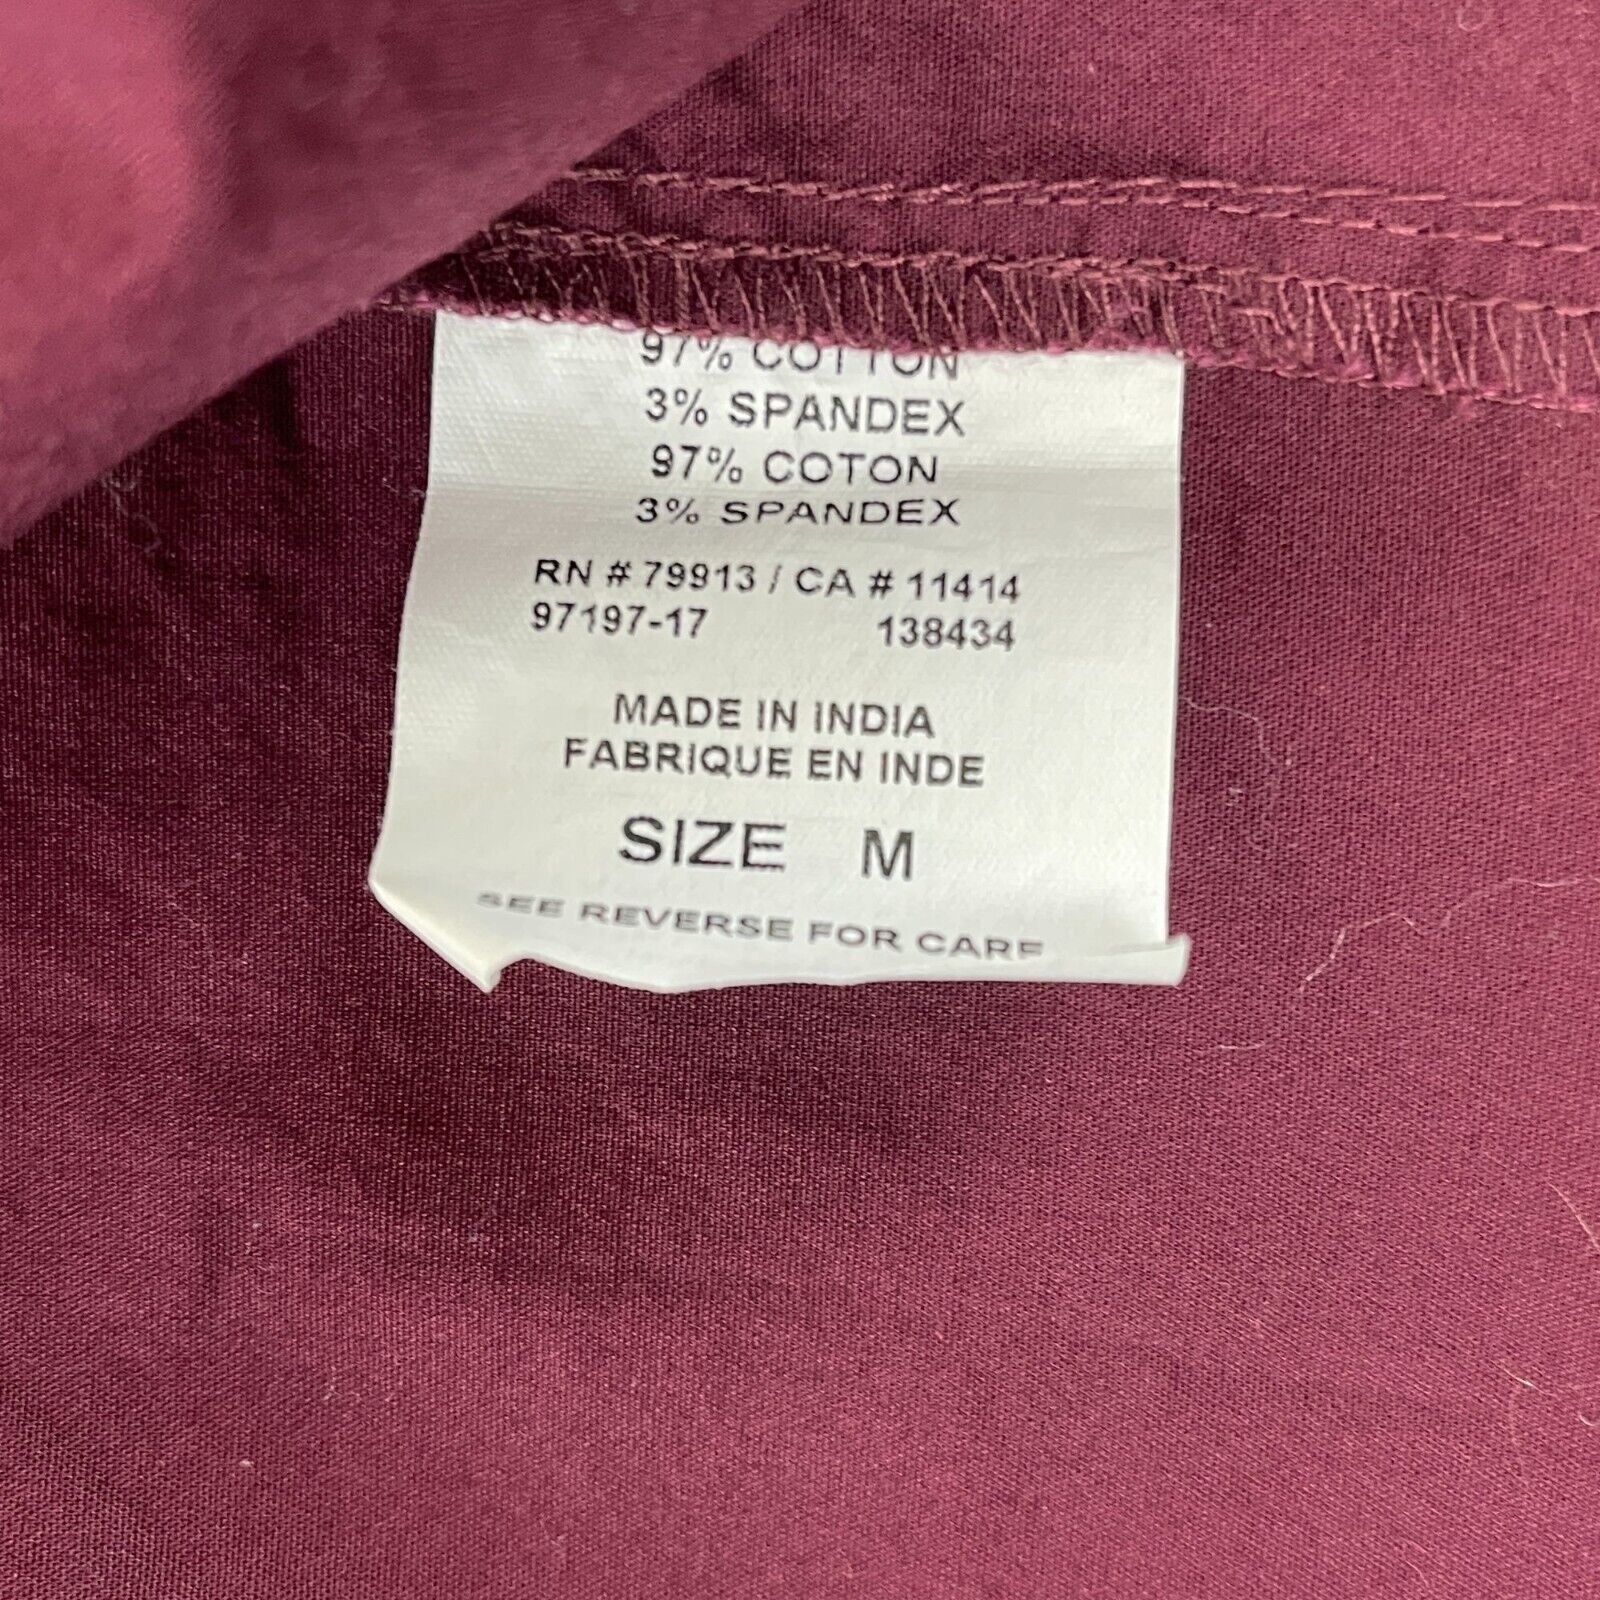 97% COTTON
3% SPANDEX
97% COTON
3% SPANDEX
RN # 79913 / CA # 11414
97197-17 138434
MADE IN INDIA
FABRIQUE EN INDE
SIZE M
SEE REVERSE FOR CARE